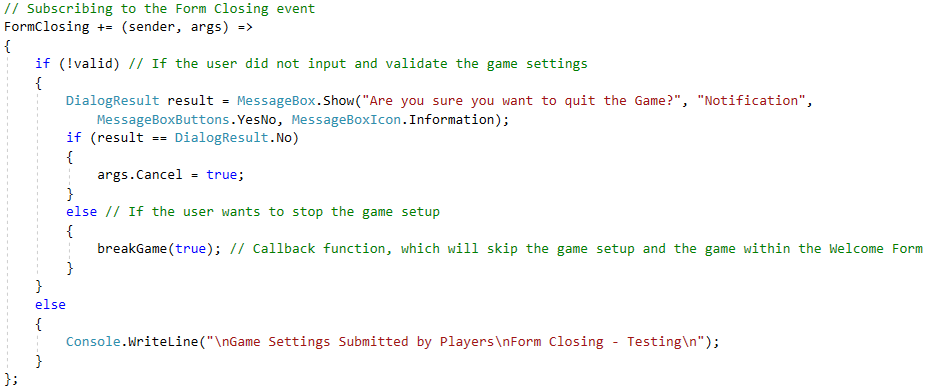 // Subscribing to the Form Closing event
FormClosing += (sender, args) =>
{
    if (!valid) // If the user did not input and validate the game settings
    {
        DialogResult result = MessageBox.Show("Are you sure you want to quit the Game?", "Notification",
            MessageBoxButtons.YesNo, MessageBoxIcon.Information);
        if (result == DialogResult.No)
        {
            args.Cancel = true;
        }
        else // If the user wants to stop the game setup
        {
            breakGame(true); // Callback function, which will skip the game setup and the game within the Welcome Form
        }
    }
    else
    {
        Console.WriteLine("\nGame Settings Submitted by Players\nForm Closing - Testing\n");
    }
};